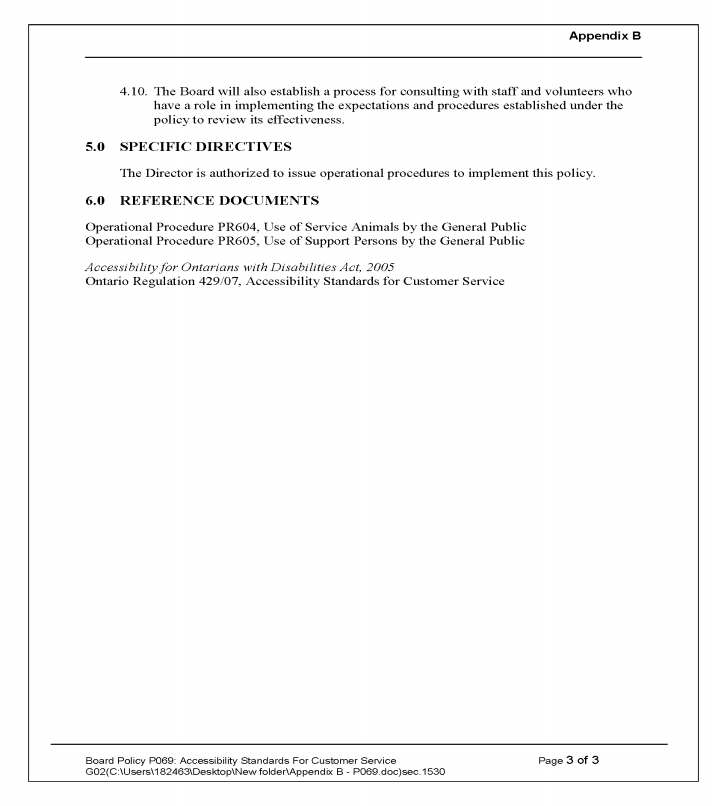 Appendix B
4.10. The Board will also establish a process for consulting with staff and volunteers who
have a role in implementing the expectations and procedures established under the
policy to review its effectiveness.
5.0 SPECIFIC DIRECTIVES
The Director is authorized to issue operational procedures to implement this policy.
6.0 REFERENCE DOCUMENTS
Operational Procedure PR604, Use of Service Animals by the General Public
Operational Procedure PR605, Use of Support Persons by the General Public
Accessibility for Ontarians with Disabilities Act, 2005
Ontario Regulation 429/07, Accessibility Standards for Customer Service
Board Policy P069: Accessibility Standards For Customer Service Page 3 of 3
G02(C:\Users\182463\Desktop\New folder\Appendix B - P069.doc)sec.1530